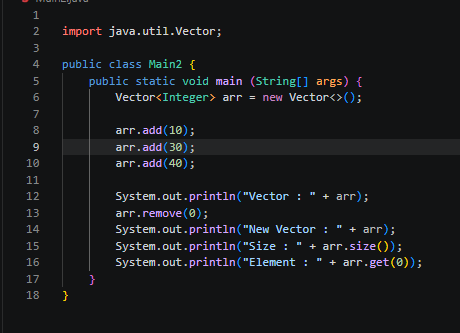 Main2.java
1
2 import java.util.Vector;
3
4 public class Main2 {
5 public static void main (String[] args) {
6 Vector<Integer> arr = new Vector<>();
7
8 arr.add(10);
9 arr.add(30);
10 arr.add(40);
11
12 System.out.println("Vector : " + arr);
13 arr.remove(0);
14 System.out.println("New Vector : " + arr);
15 System.out.println("Size : " + arr.size());
16 System.out.println("Element : " + arr.get(0));
17 }
18 }